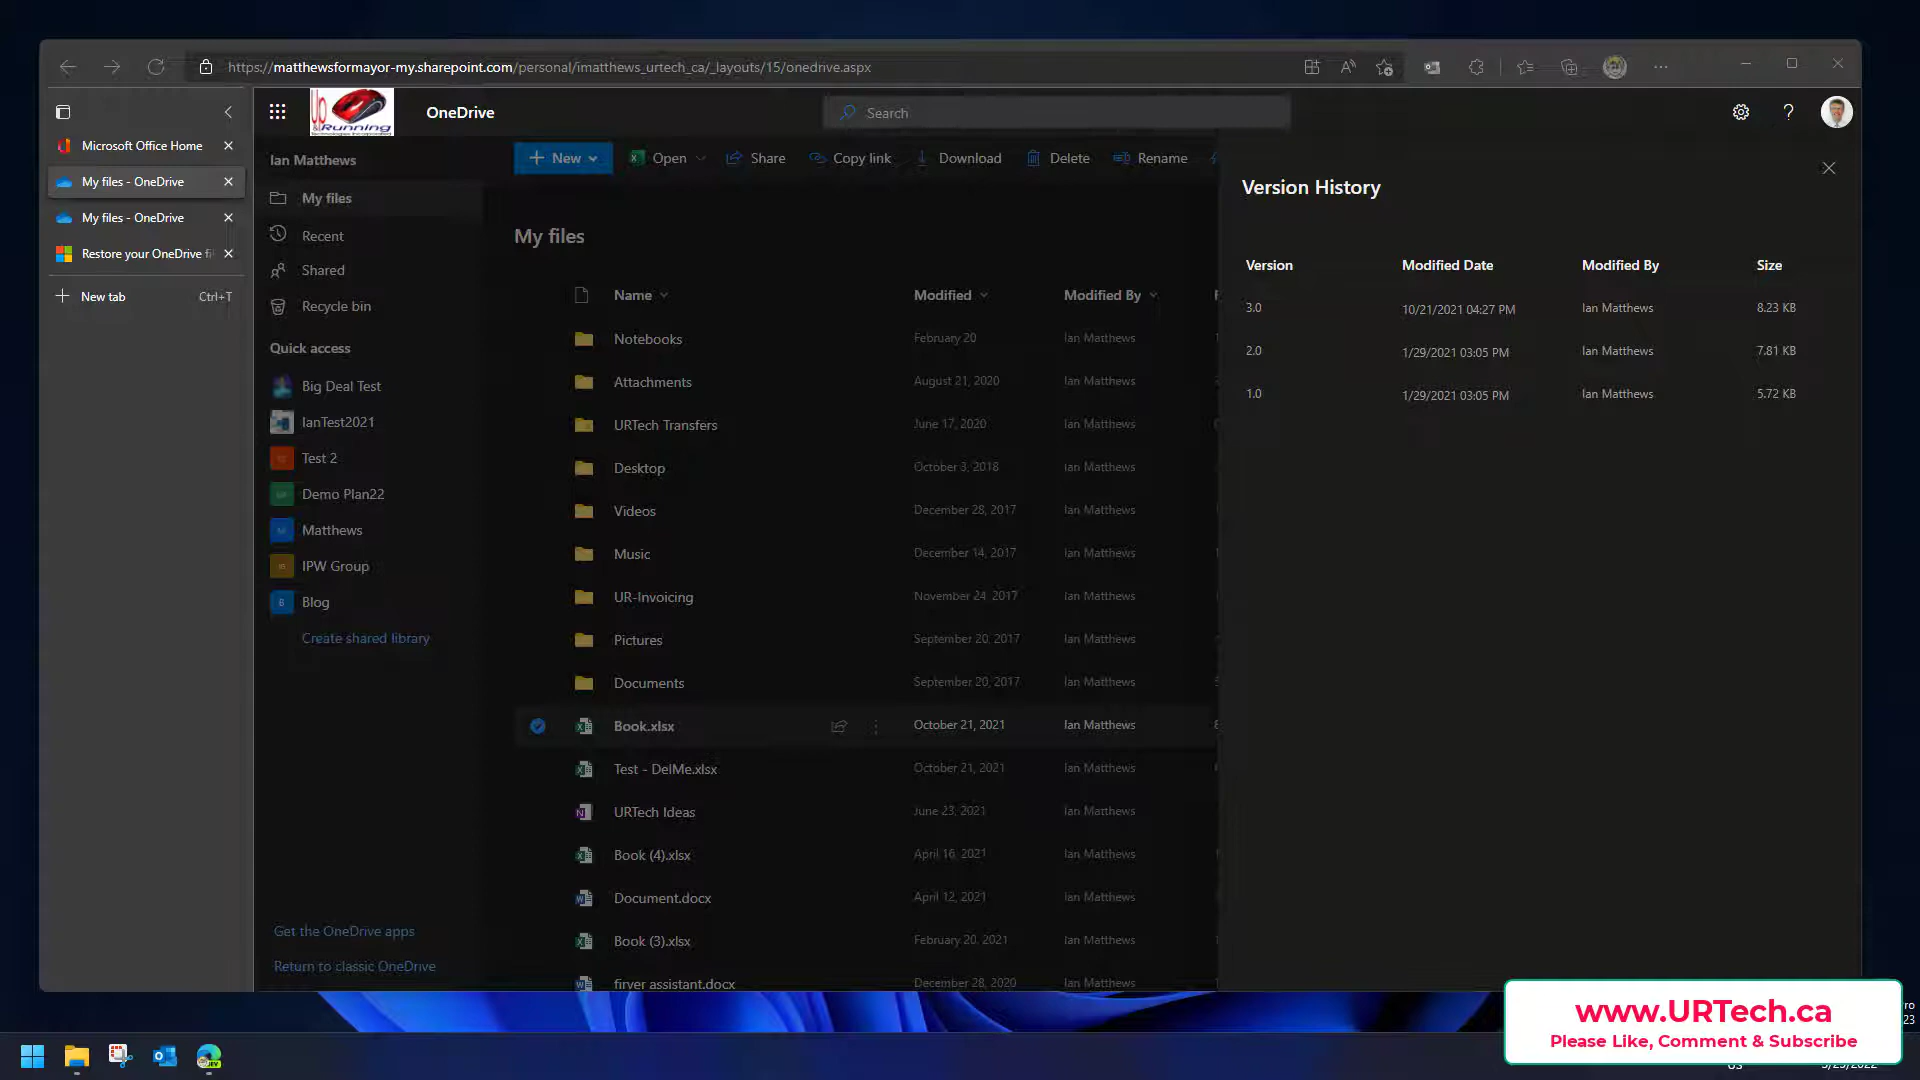 https://matthewsformayor-my.sharepoint.com/personal/imatthews_urtech_ca/_layouts/15/onedrive.aspx
Microsoft Office Home
My files - OneDrive
My files - OneDrive
Restore your OneDrive
New tab Ctrl+T
Up
&Running
OneDrive
Search
Ian Matthews
My files
Recent
Shared
Recycle bin
Quick access
Big Deal Test
IanTest2021
Test 2
Demo Plan22
Matthews
IPW Group
B Blog
Create shared library
Get the OneDrive apps
Return to classic OneDrive
New Open Share Copy link Download Delete Rename
My files
Name Modified Modified By
Notebooks February 20 Ian Matthews
Attachments August 21, 2020 Ian Matthews
URTech Transfers June 17, 2020 Ian Matthews
Desktop October 3, 2018 Ian Matthews
Videos December 28, 2017 Ian Matthews
Music December 14, 2017 Ian Matthews
UR-Invoicing November 24, 2017 Ian Matthews
Pictures September 20, 2017 Ian Matthews
Documents September 20, 2017 Ian Matthews
Book.xlsx October 21, 2021 Ian Matthews
Test - DelMe.xlsx October 21, 2021 Ian Matthews
URTech Ideas June 23, 2021 Ian Matthews
Book (4).xlsx April 16, 2021 Ian Matthews
Document.docx April 12, 2021 Ian Matthews
Book (3).xlsx February 20, 2021 Ian Matthews
firver assistant.docx December 28, 2020 Ian Matthews
Version History
Version Modified Date Modified By Size
3.0 10/21/2021 04:27 PM Ian Matthews 8.23 KB
2.0 1/29/2021 03:05 PM Ian Matthews 7.81 KB
1.0 1/29/2021 03:05 PM Ian Matthews 5.72 KB
www.URTech.ca
Please Like, Comment & Subscribe